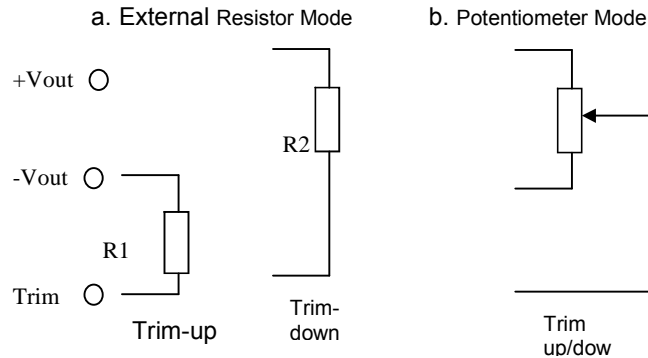 a. External Resistor Mode
b. Potentiometer Mode
+Vout
R2
-Vout
R1
Trim
Trim-up
Trim-
down
Trim
up/dow